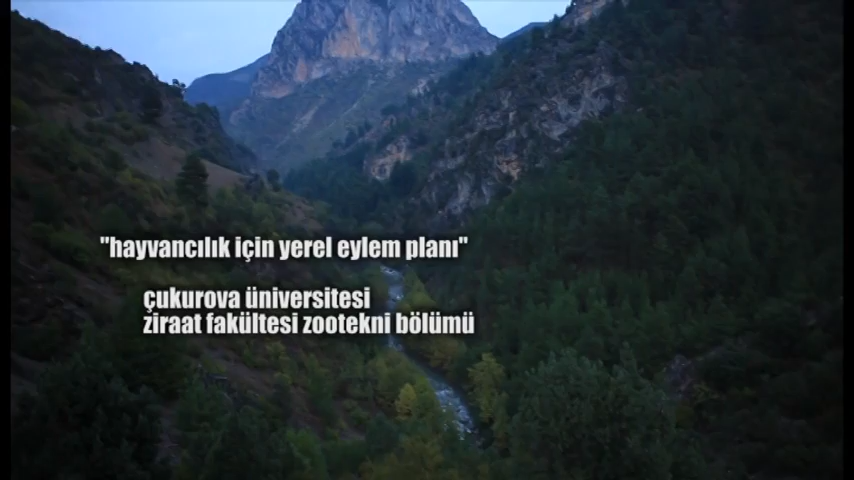 "hayvancılık için yerel eylem planı"
çukurova üniversitesi
ziraat fakültesi zootekni bölümü